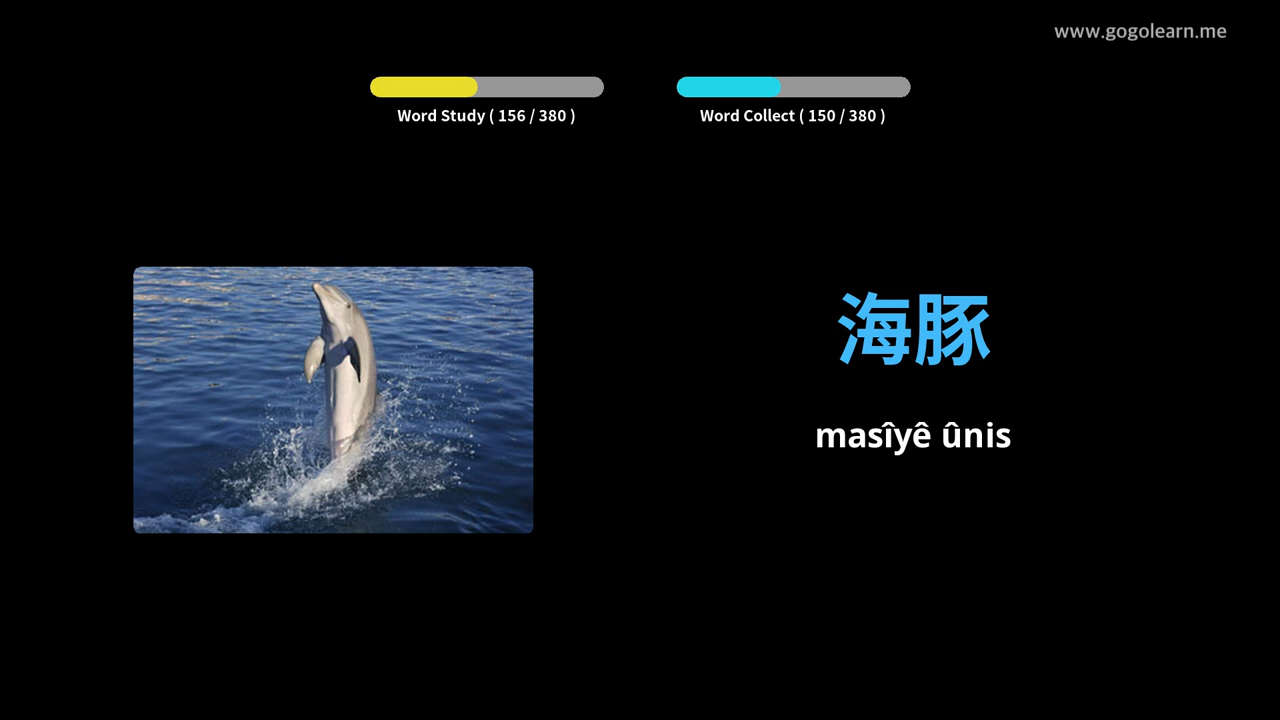 www.gogolearn.me
Word Study ( 156 / 380 )
Word Collect ( 150 / 380 )
海豚
masîyê ûnis